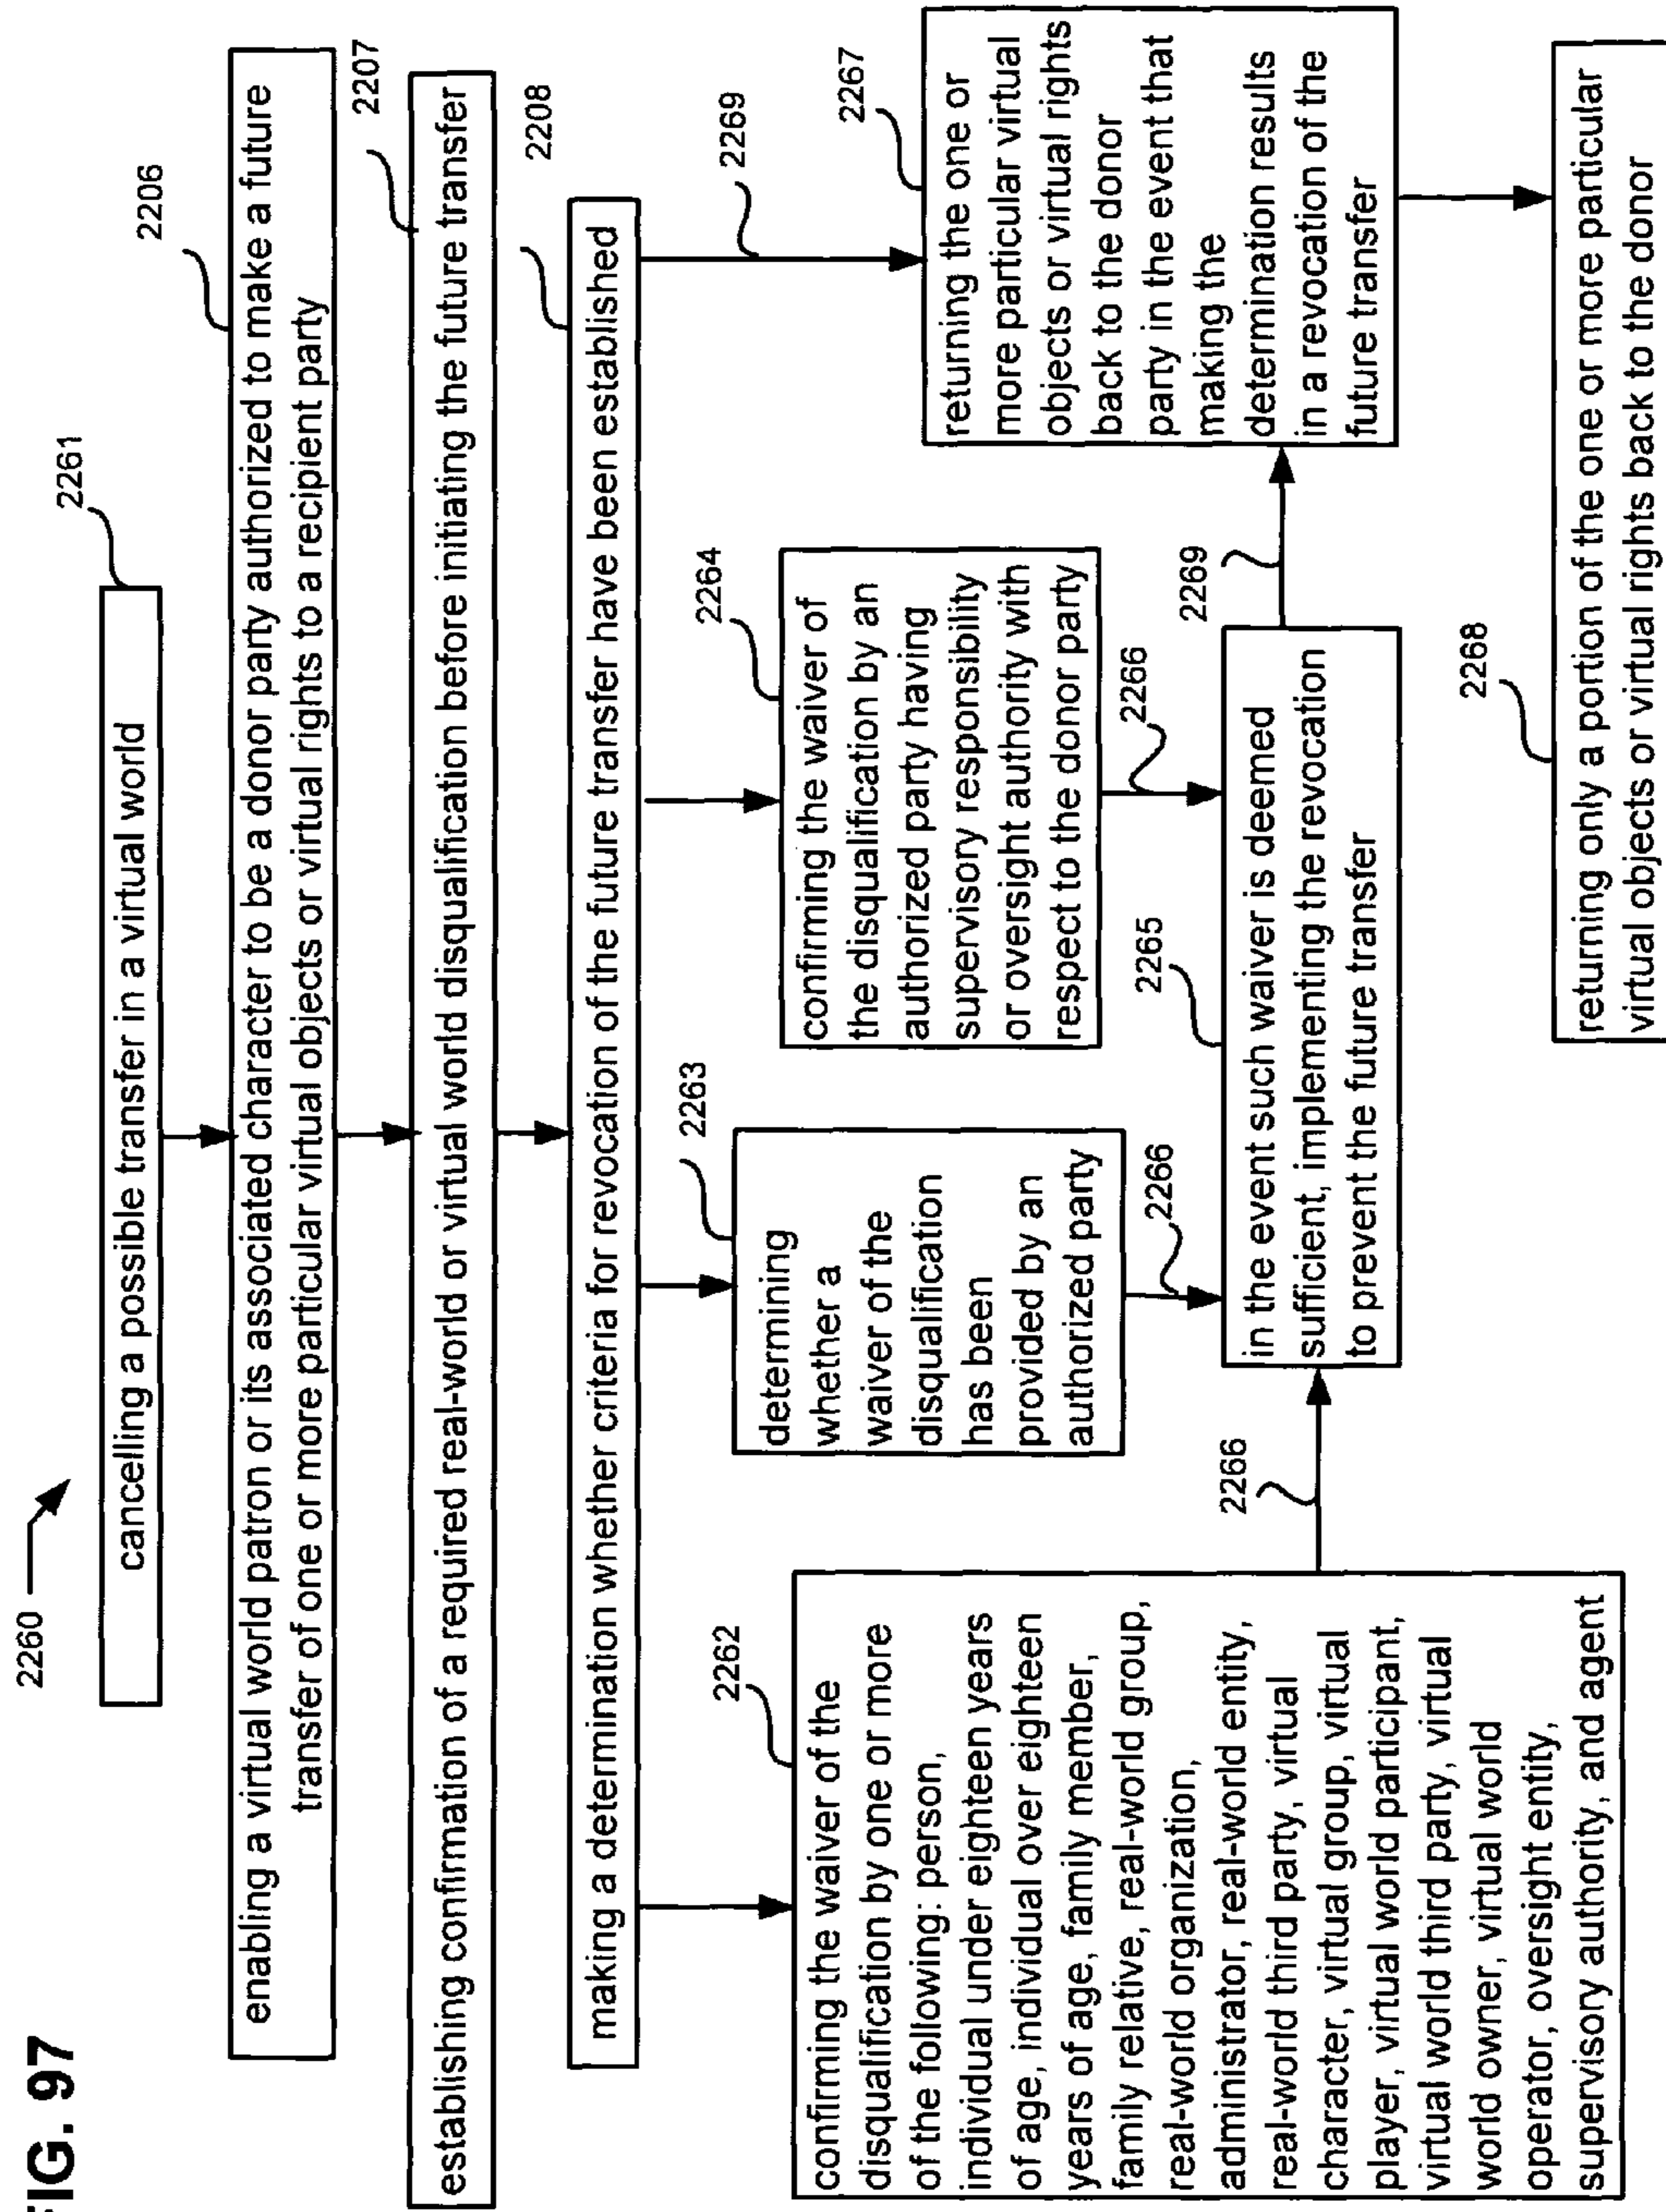 FIG. 97
2260
cancelling a possible transfer in a virtual world
2261
enabling a virtual world patron or its associated character to be a donor party authorized to make a future
transfer of one or more particular virtual objects or virtual rights to a recipient party
2206
establishing confirmation of a required real-world or virtual world disqualification before initiating the future transfer
2207
making a determination whether criteria for revocation of the future transfer have been established
2208
2262
confirming the waiver of the
disqualification by one or more
of the following: person,
individual under eighteen years
of age, individual over eighteen
years of age, family member,
family relative, real-world group,
real-world organization,
administrator, real-world entity,
real-world third party, virtual
character, virtual group, virtual
player, virtual world participant,
virtual world third party, virtual
world owner, virtual world
operator, oversight entity,
supervisory authority, and agent
2266
2263
determining
whether a
waiver of the
disqualification
has been
provided by an
authorized party
2266
2264
confirming the waiver of
the disqualification by an
authorized party having
supervisory responsibility
or oversight authority with
respect to the donor party
2266
2265
in the event such waiver is deemed
sufficient, implementing the revocation
to prevent the future transfer
2269
2269
2267
returning the one or
more particular virtual
objects or virtual rights
back to the donor
party in the event that
making the
determination results
in a revocation of the
future transfer
2268
returning only a portion of the one or more particular
virtual objects or virtual rights back to the donor